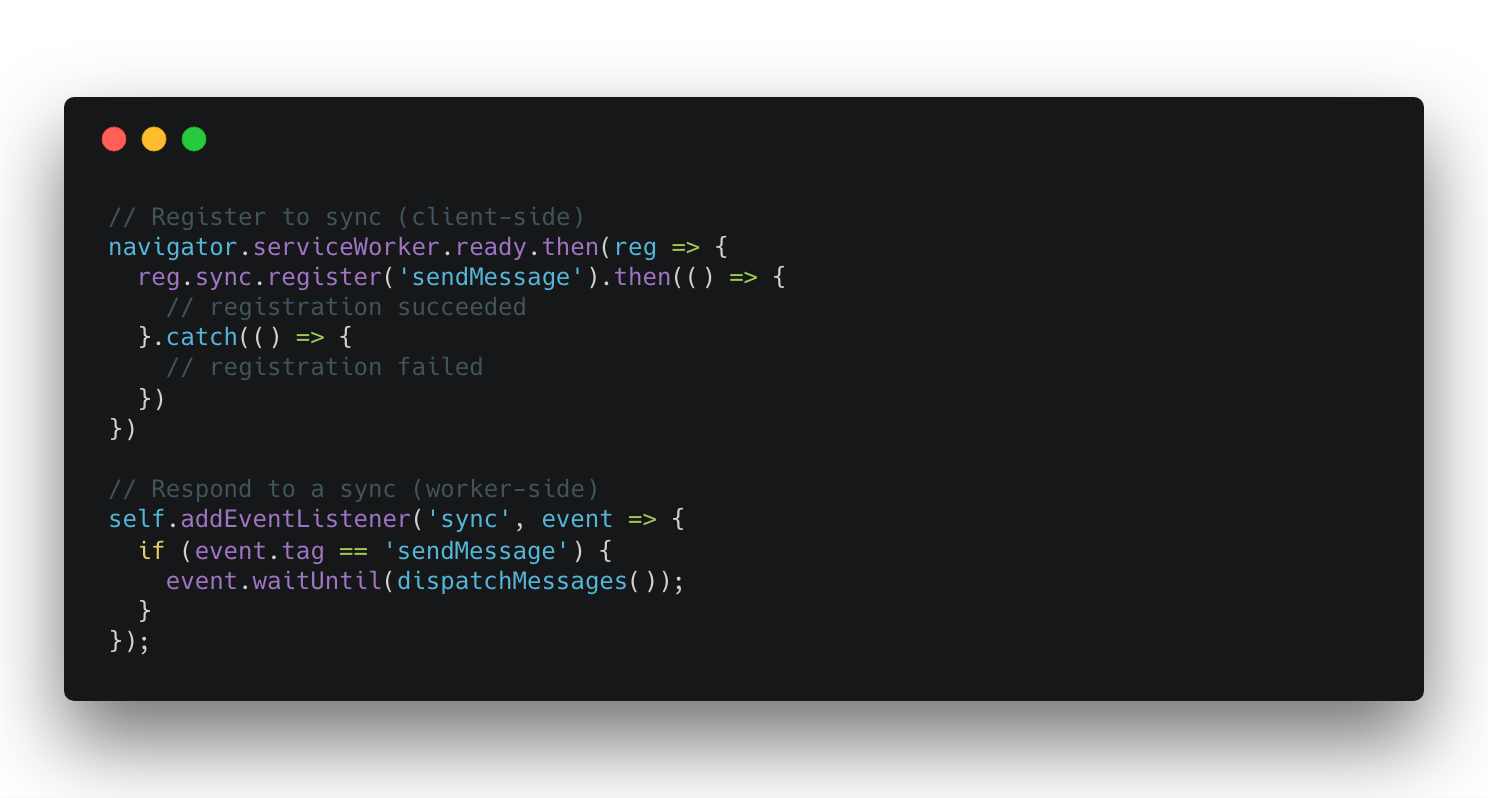 // Register to sync (client-side)
navigator.serviceWorker.ready.then(reg => {
  reg.sync.register('sendMessage').then(() => {
    // registration succeeded
  }.catch(() => {
    // registration failed
  })
})

// Respond to a sync (worker-side)
self.addEventListener('sync', event => {
  if (event.tag == 'sendMessage') {
    event.waitUntil(dispatchMessages());
  }
});